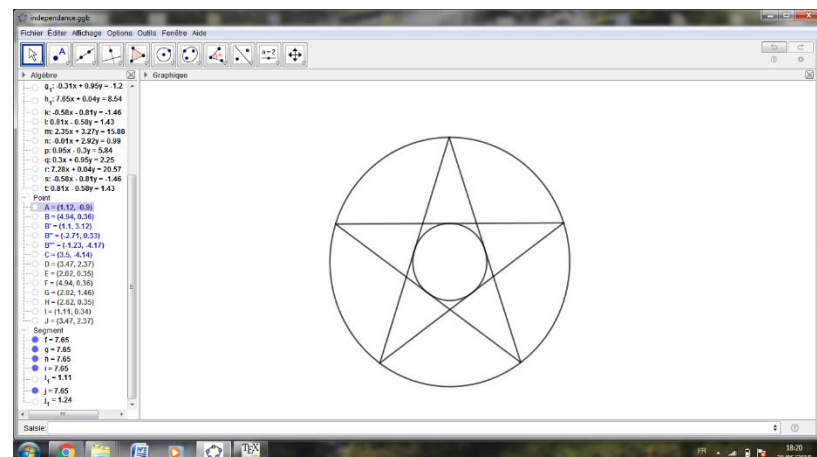 independance.ggb
Fichier Éditer Affichage Options Outils Fenêtre Aide
a=2
Algèbre
Graphique
g₁: -0.31x + 0.95y = -1.2
h₁: 7.65x + 0.04y = 8.54
k: -0.58x - 0.81y = -1.46
l: 0.81x - 0.58y = 1.43
m: 2.35x + 3.27y = 15.88
n: -0.01x + 2.92y = 0.99
p: 0.95x - 0.3y = 5.84
q: 0.3x + 0.95y = 2.25
r: 7.28x + 0.04y = 20.57
s: -0.58x - 0.81y = -1.46
t: 0.81x - 0.58y = 1.43
Point
A = (1.12, -0.9)
B = (4.94, 0.36)
B' = (1.1, 3.12)
B'' = (-2.71, 0.33)
B''' = (-1.23, -4.17)
C = (3.5, -4.14)
D = (3.47, 2.37)
E = (2.02, 0.35)
F = (4.94, 0.36)
G = (2.82, 1.46)
H = (2.82, 0.35)
I = (1.11, 0.34)
J = (3.47, 2.37)
Segment
f = 7.65
g = 7.65
h = 7.65
i = 7.65
i₁ = 1.11
j = 7.65
j₁ = 1.24
Saisie:
TEX
FR
18:20